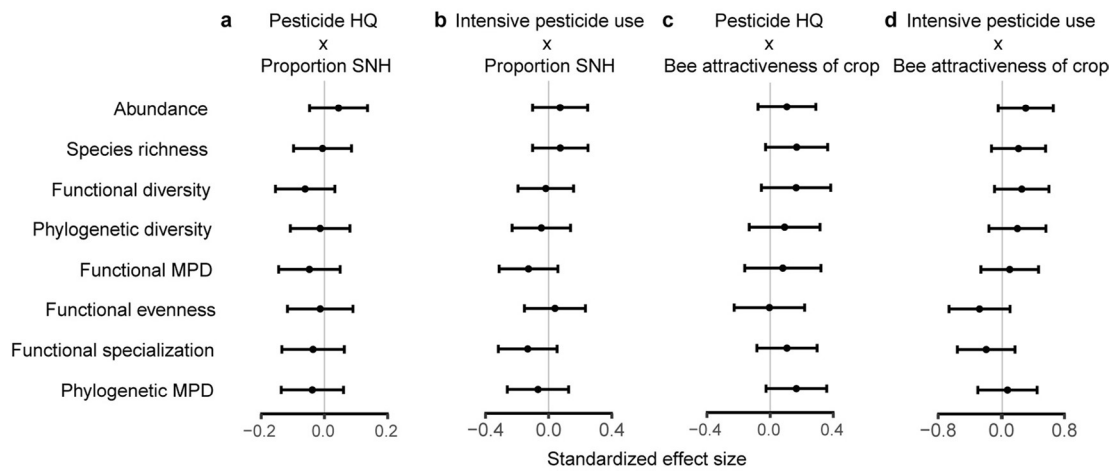 a Pesticide HQ b Intensive pesticide use c Pesticide HQ d Intensive pesticide use
x x x x
Proportion SNH Proportion SNH Bee attractiveness of crop Bee attractiveness of crop
Abundance
Species richness
Functional diversity
Phylogenetic diversity
Functional MPD
Functional evenness
Functional specialization
Phylogenetic MPD
−0.2 0.0 0.2 −0.4 0.0 0.4 −0.4 0.0 0.4 −0.8 0.0 0.8
Standardized effect size